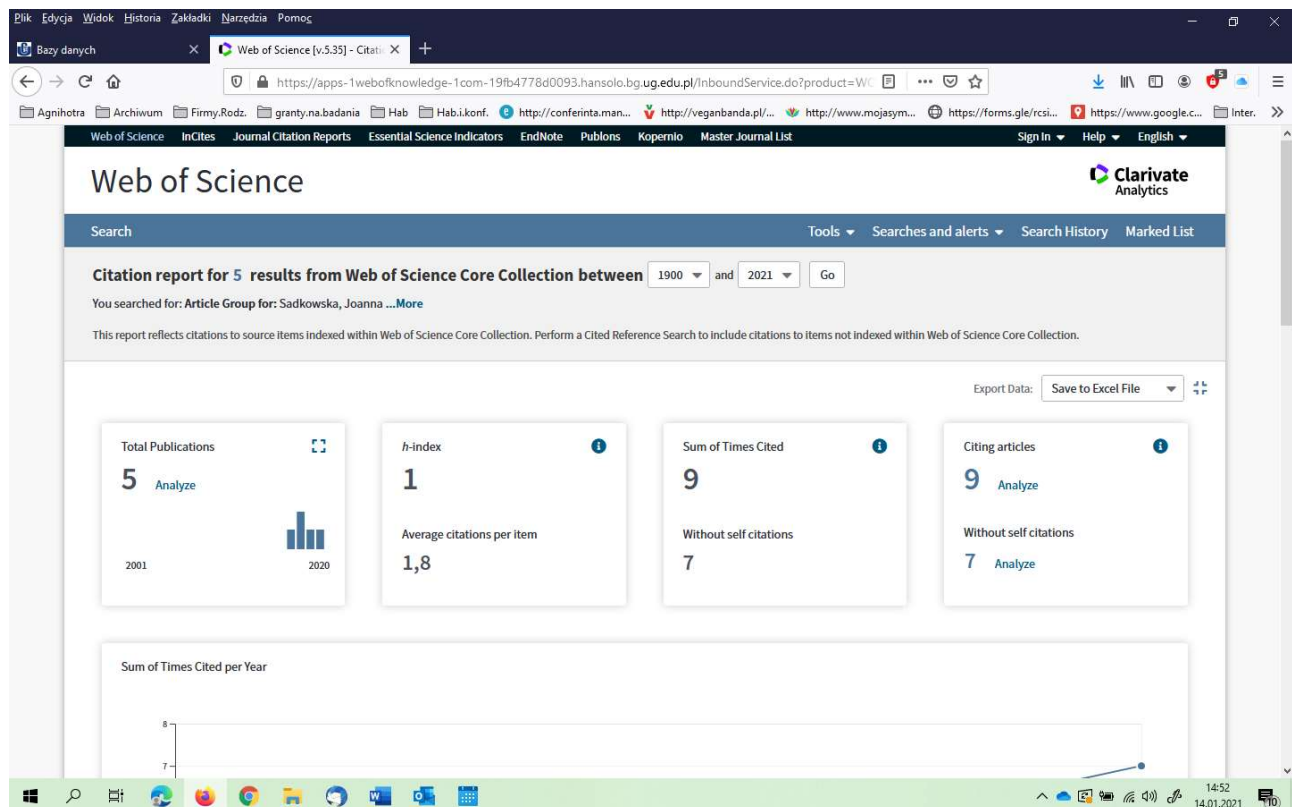 Plik Edycja Widok Historia Zakładki Narzędzia Pomoc
Bazy danych Web of Science [v.5.35] - Citatio
https://apps-1webofknowledge-1com-19fb4778d0093.hansolo.bg.ug.edu.pl/InboundService.do?product=WO 5
Agnihotra Archiwum Firmy.Rodz. granty.na.badania Hab Hab.i.konf. http://conferinta.man... http://veganbanda.pl/... http://www.mojasym... https://forms.gle/rcsi... https://www.google.c... Inter.
Web of Science InCites Journal Citation Reports Essential Science Indicators EndNote Publons Kopernio Master Journal List Sign In Help English
Web of Science
Clarivate
Analytics
Search Tools Searches and alerts Search History Marked List
Citation report for 5 results from Web of Science Core Collection between 1900 and 2021 Go
You searched for: Article Group for: Sadkowska, Joanna ...More
This report reflects citations to source items indexed within Web of Science Core Collection. Perform a Cited Reference Search to include citations to items not indexed within Web of Science Core Collection.
Export Data: Save to Excel File
Total Publications
5 Analyze
2001 2020
h-index
1
Average citations per item
1,8
Sum of Times Cited
9
Without self citations
7
Citing articles
9 Analyze
Without self citations
7 Analyze
Sum of Times Cited per Year
8
7
14:52
14.01.2021